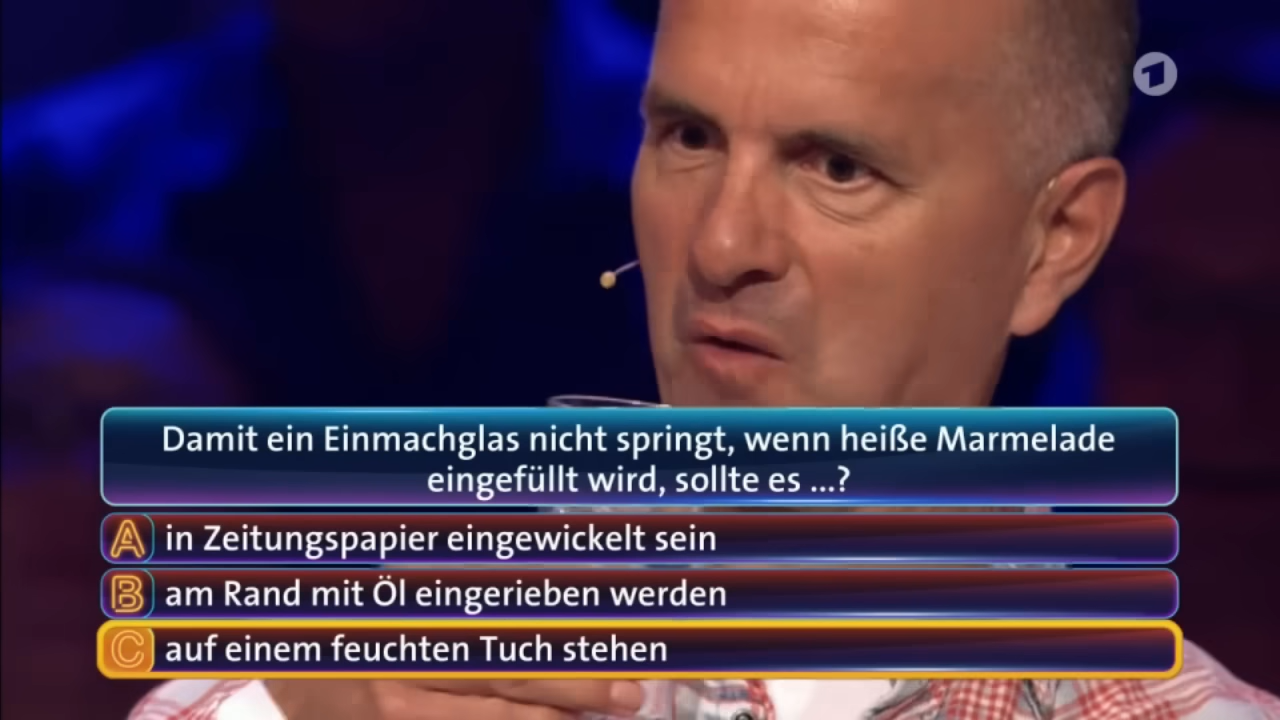 1
Damit ein Einmachglas nicht springt, wenn heiße Marmelade
eingefüllt wird, sollte es ...?
A in Zeitungspapier eingewickelt sein
B am Rand mit Öl eingerieben werden
C auf einem feuchten Tuch stehen